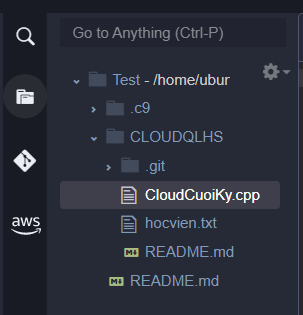 Go to Anything (Ctrl-P)
Test - /home/ubur
.c9
CLOUDQLHS
.git
CloudCuoiKy.cpp
hocvien.txt
README.md
README.md
aws